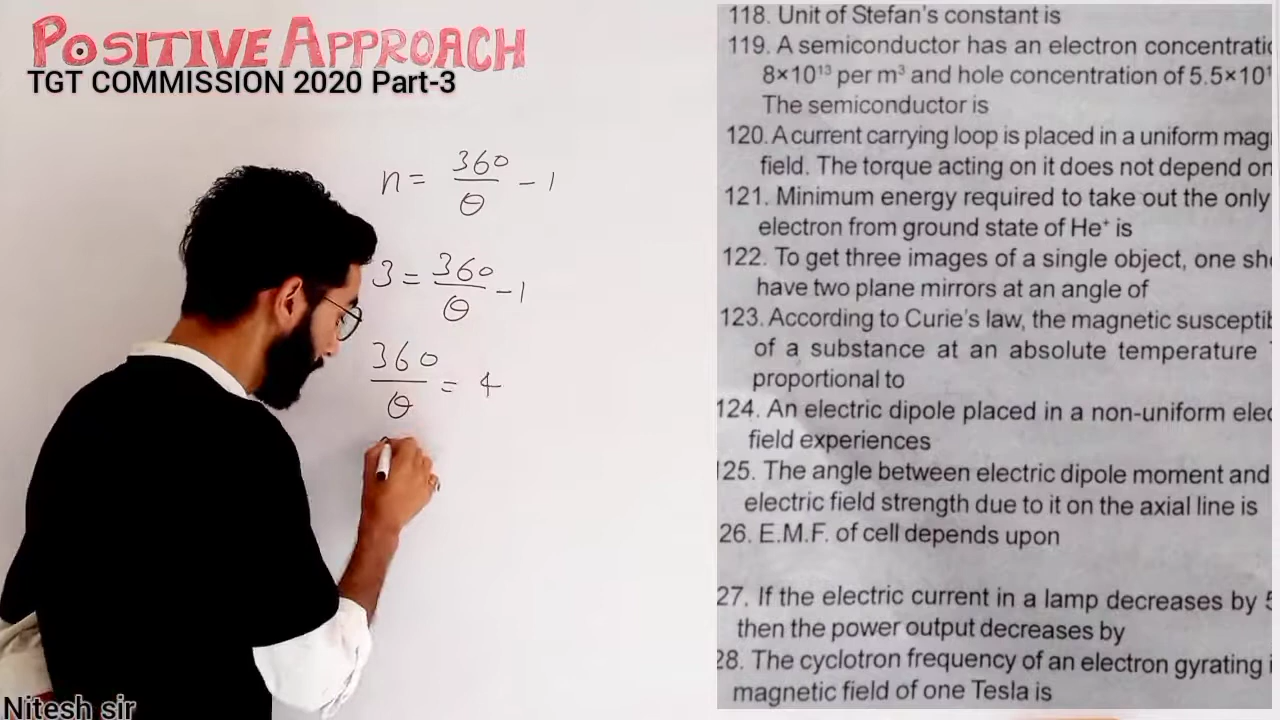 POSITIVE APPROACH
TGT COMMISSION 2020 Part-3
n = 360/θ - 1
3 = 360/θ - 1
360/θ = 4
Nitesh sir
118. Unit of Stefan's constant is
119. A semiconductor has an electron
8×10¹³ per m³ and hole concentration of
The semiconductor is
120. A current carrying loop is placed in a uniform
field. The torque acting on it does not depend on
121. Minimum energy required to take out the only
electron from ground state of He⁺ is
122. To get three images of a single object, one
have two plane mirrors at an angle of
123. According to Curie's law, the magnetic
of a substance at an absolute temperature
proportional to
124. An electric dipole placed in a non-uniform
field experiences
125. The angle between electric dipole moment and
electric field strength due to it on the axial line is
26. E.M.F. of cell depends upon
27. If the electric current in a lamp decreases by
then the power output decreases by
28. The cyclotron frequency of an electron gyrating
magnetic field of one Tesla is